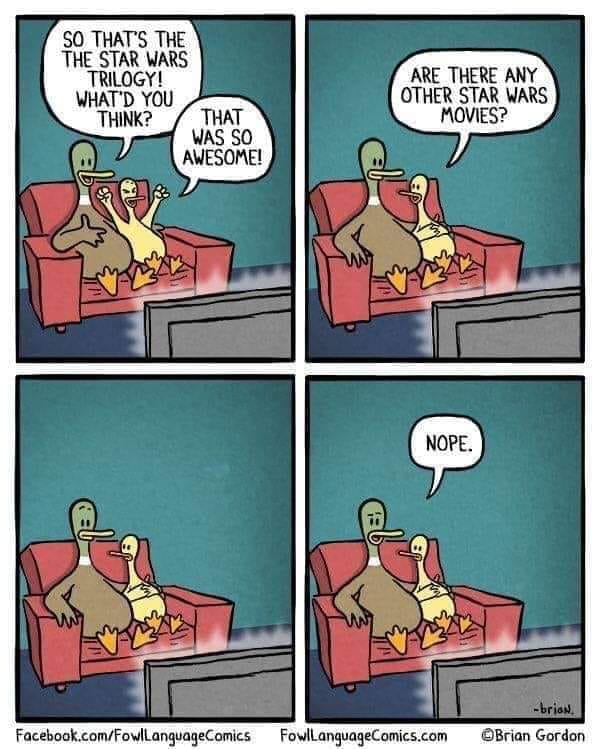 SO THAT'S THE
THE STAR WARS
TRILOGY!
WHAT'D YOU
THINK?
THAT
WAS SO
AWESOME!
ARE THERE ANY
OTHER STAR WARS
MOVIES?
NOPE.
-briaN.
Facebook.com/FowlLanguageComics FowlLanguageComics.com ©Brian Gordon